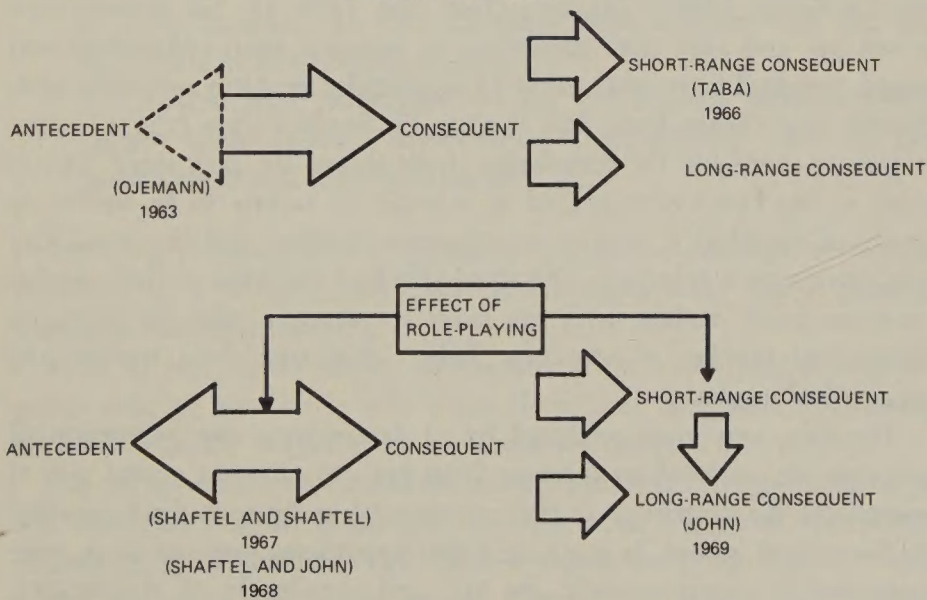 SHORT-RANGE CONSEQUENT
(TABA)
1966
ANTECEDENT
CONSEQUENT
LONG-RANGE CONSEQUENT
(OJEMANN)
1963
EFFECT OF
ROLE-PLAYING
SHORT-RANGE CONSEQUENT
ANTECEDENT
CONSEQUENT
LONG-RANGE CONSEQUENT
(JOHN)
1969
(SHAFTEL AND SHAFTEL)
1967
(SHAFTEL AND JOHN)
1968